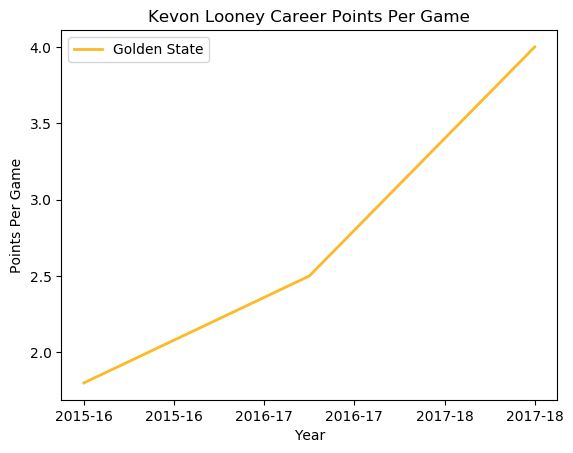 Kevon Looney Career Points Per Game
Golden State
Points Per Game
4.0
3.5
3.0
2.5
2.0
2015-16 2015-16 2016-17 2016-17 2017-18 2017-18
Year